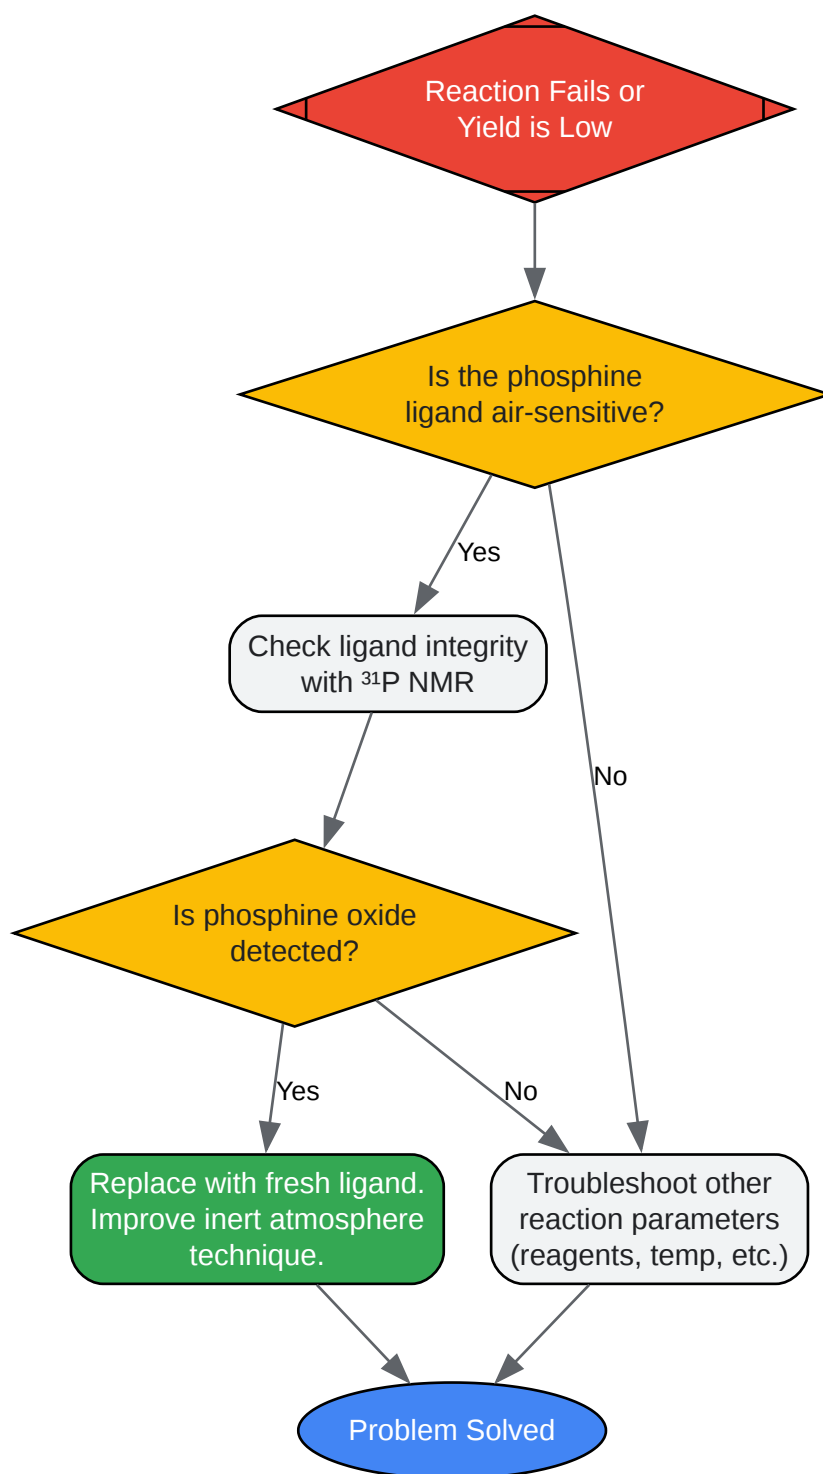 Reaction Fails or
Yield is Low
Is the phosphine
ligand air-sensitive?
Yes
Check ligand integrity
with ³¹P NMR
No
Is phosphine oxide
detected?
Yes
No
Replace with fresh ligand.
Improve inert atmosphere
technique.
Troubleshoot other
reaction parameters
(reagents, temp, etc.)
Problem Solved